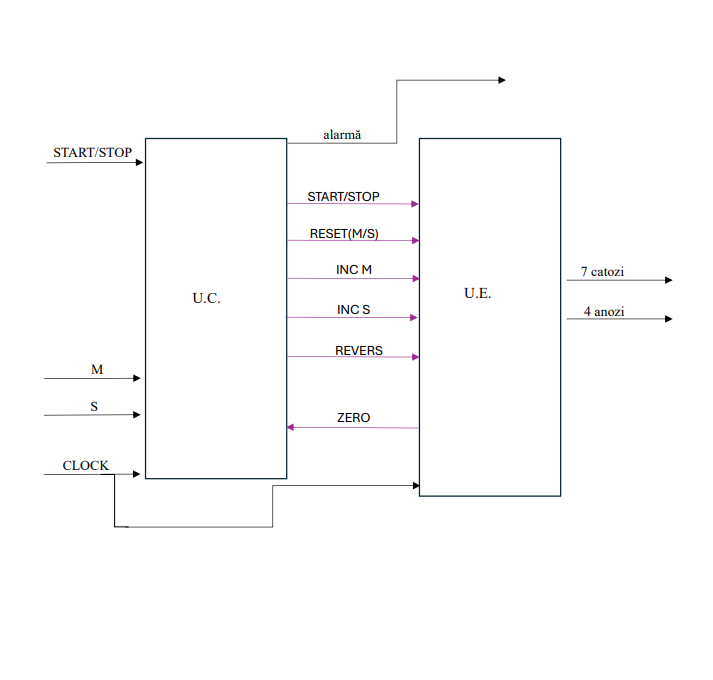 alarmă
START/STOP
START/STOP
RESET(M/S)
INC M
7 catozi
U.C.
U.E.
INC S
4 anozi
REVERS
M
S
ZERO
CLOCK